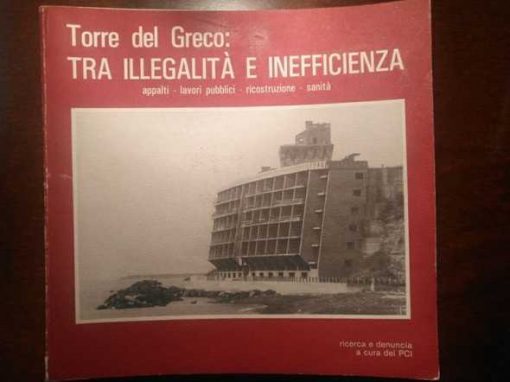 Torre del Greco:
TRA ILLEGALITÀ E INEFFICIENZA
appalti - lavori pubblici - ricostruzione - sanità
ricerca e denuncia
a cura del PCI